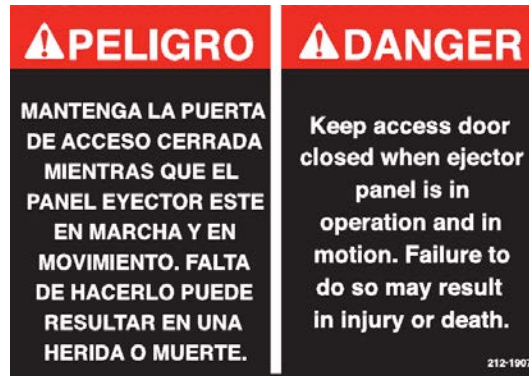 PELIGRO
MANTENGA LA PUERTA
DE ACCESO CERRADA
MIENTRAS QUE EL
PANEL EYECTOR ESTE
EN MARCHA Y EN
MOVIMIENTO. FALTA
DE HACERLO PUEDE
RESULTAR EN UNA
HERIDA O MUERTE.
DANGER
Keep access door
closed when ejector
panel is in
operation and in
motion. Failure to
do so may result
in injury or death.
212-1907